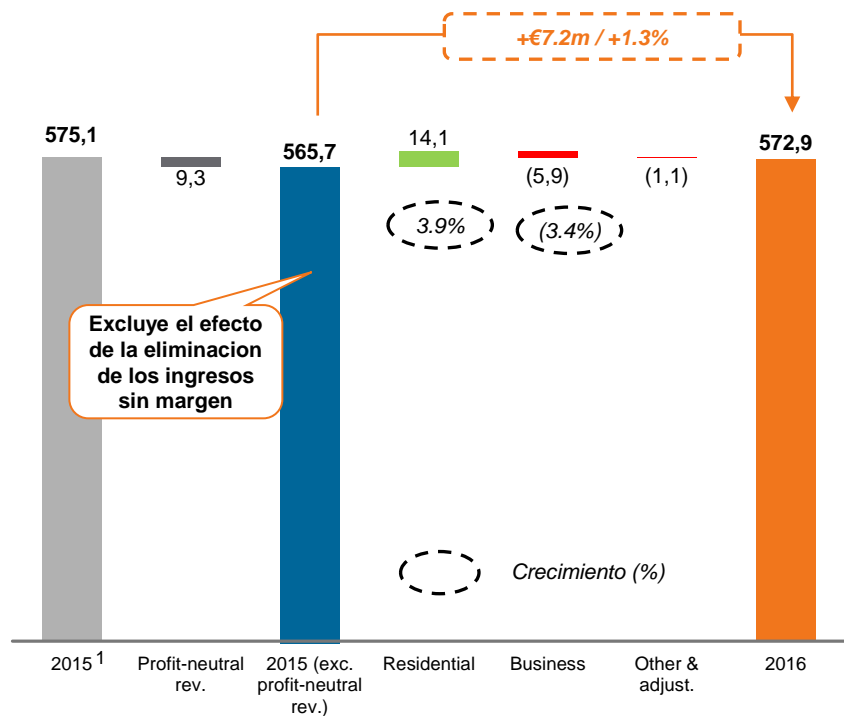 +€7.2m / +1.3%
575,1
9,3
565,7
14,1
(5,9)
(1,1)
572,9
3.9%
(3.4%)
Excluye el efecto
de la eliminacion
de los ingresos
sin margen
Crecimiento (%)
2015 1
Profit-neutral
rev.
2015 (exc.
profit-neutral
rev.)
Residential
Business
Other &
adjust.
2016